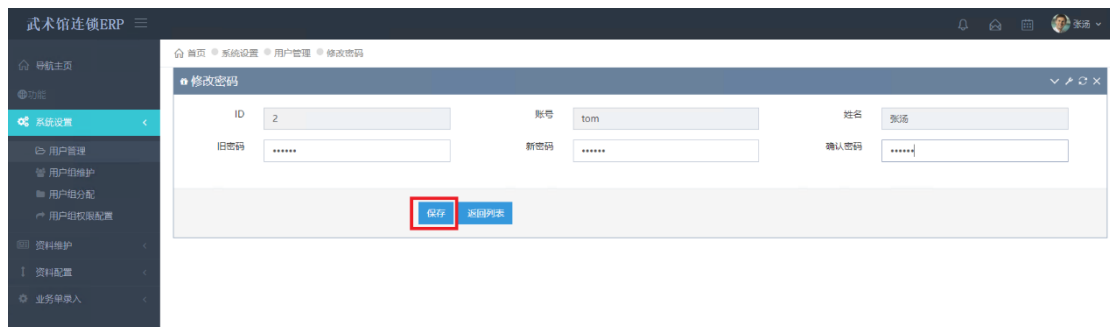 武术馆连锁ERP
张汤
首页 系统设置 用户管理 修改密码
导航主页
功能
系统设置
用户管理
用户组维护
用户组分配
用户组权限配置
资料维护
资料配置
业务单录入
修改密码
ID 2 账号 tom 姓名 张汤
旧密码 •••••• 新密码 •••••• 确认密码 ••••••
保存 返回列表